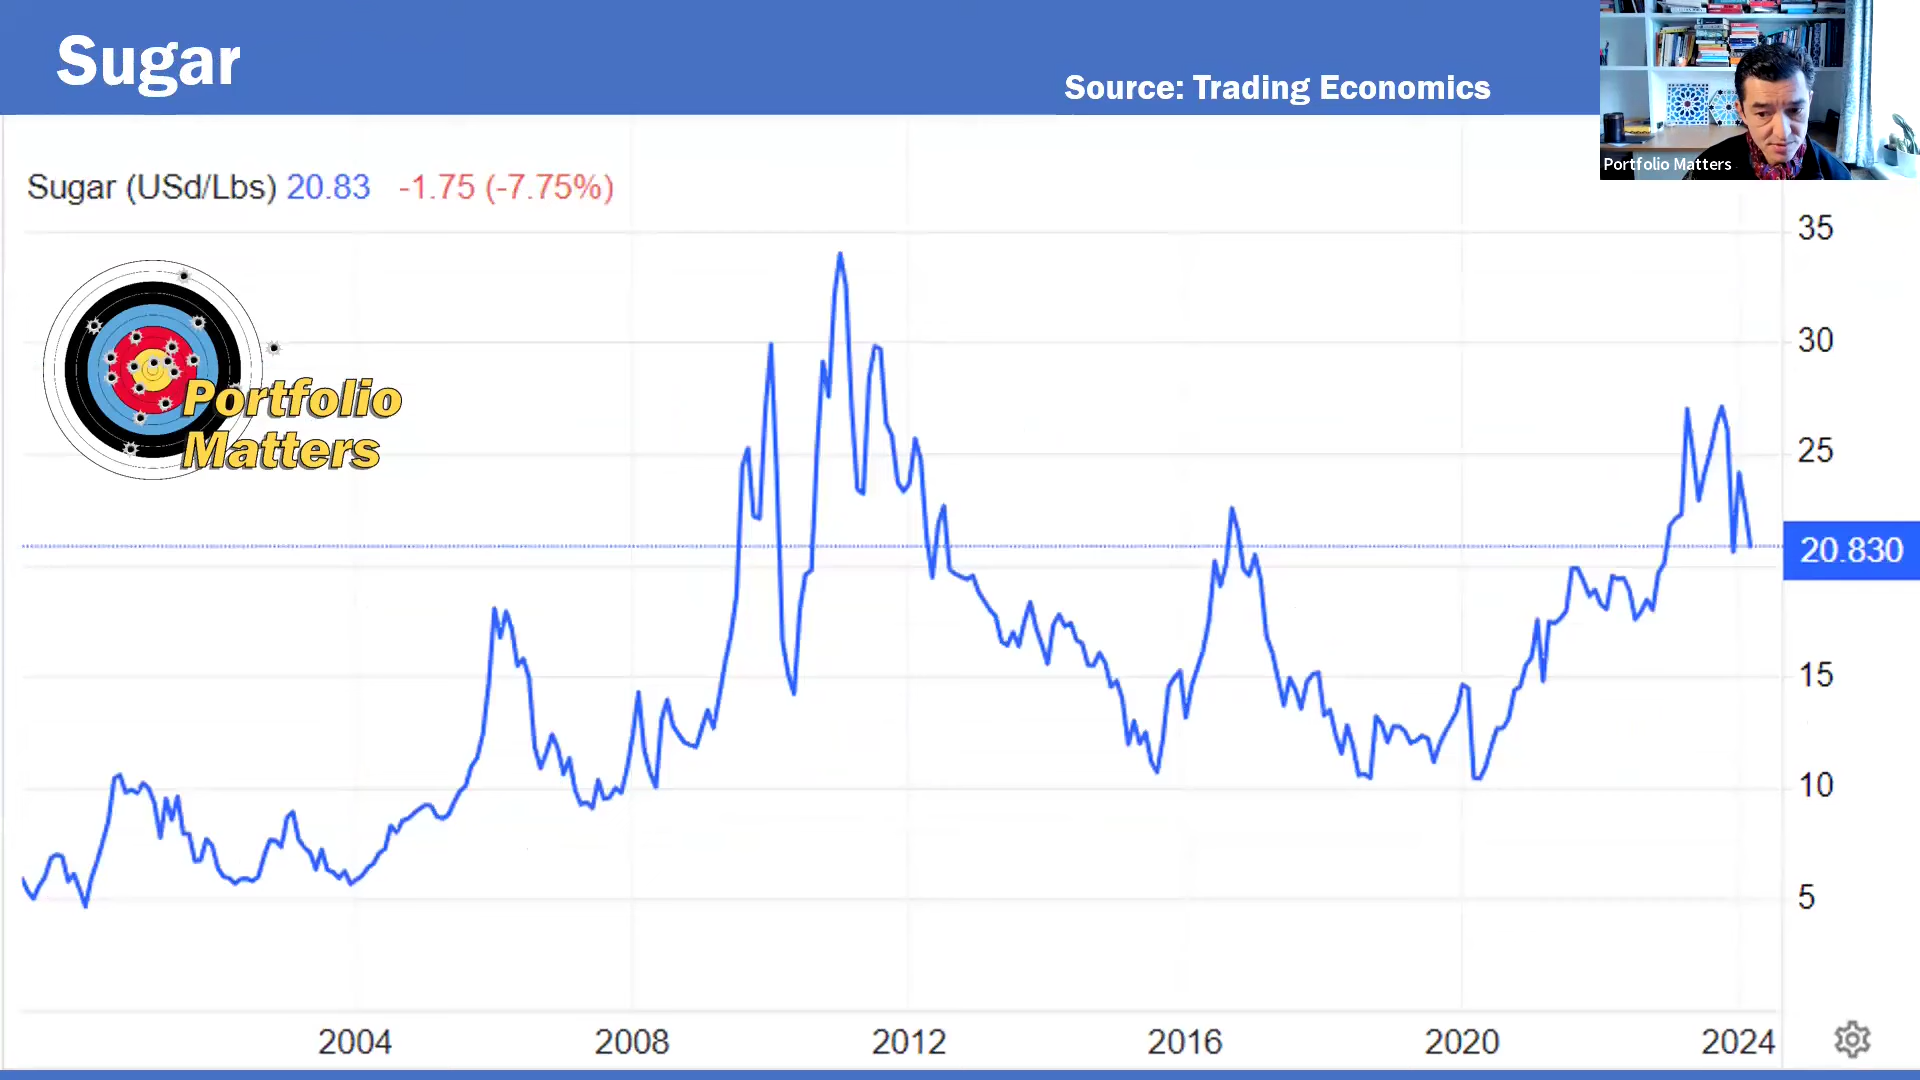 Sugar
Source: Trading Economics
Portfolio Matters
Sugar (USd/Lbs) 20.83 -1.75 (-7.75%)
Portfolio
Matters
35
30
25
20.830
15
10
5
2004 2008 2012 2016 2020 2024